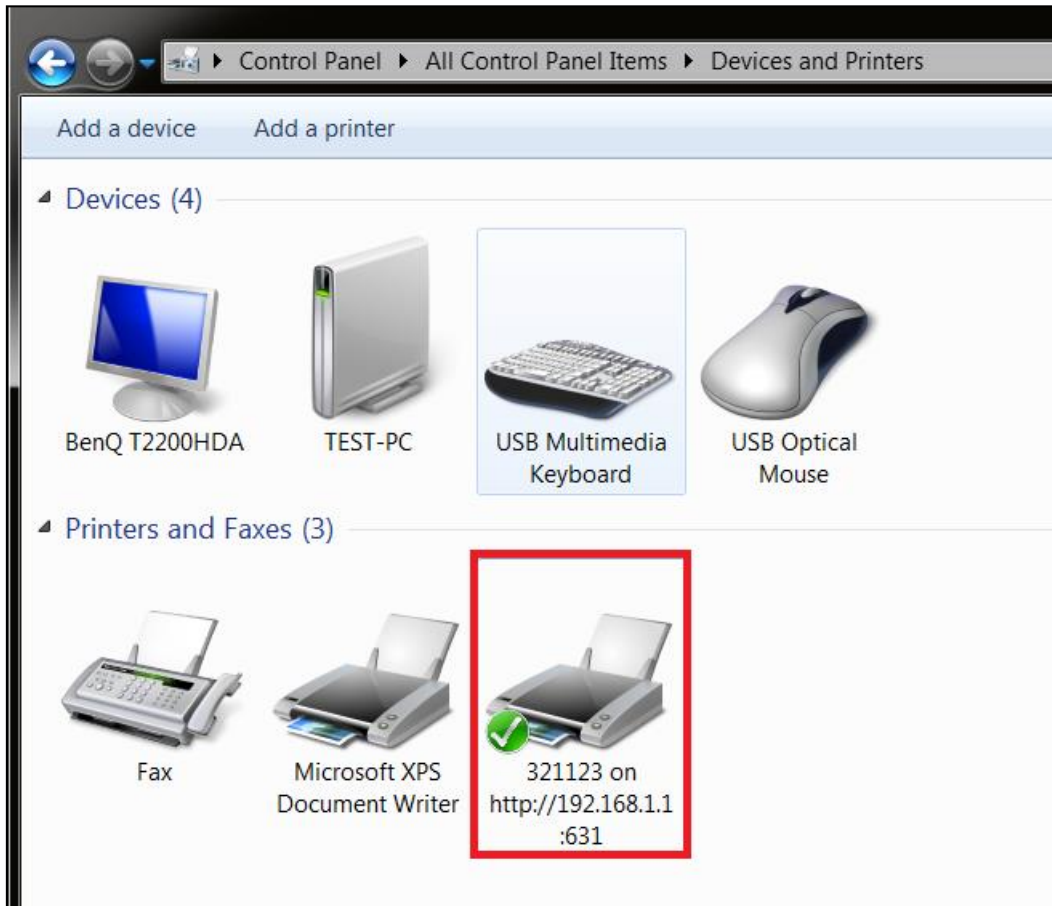 Control Panel All Control Panel Items Devices and Printers
Add a device Add a printer
Devices (4)
BenQ T2200HDA
TEST-PC
USB Multimedia
Keyboard
USB Optical
Mouse
Printers and Faxes (3)
Fax
Microsoft XPS
Document Writer
321123 on
http://192.168.1.1
:631